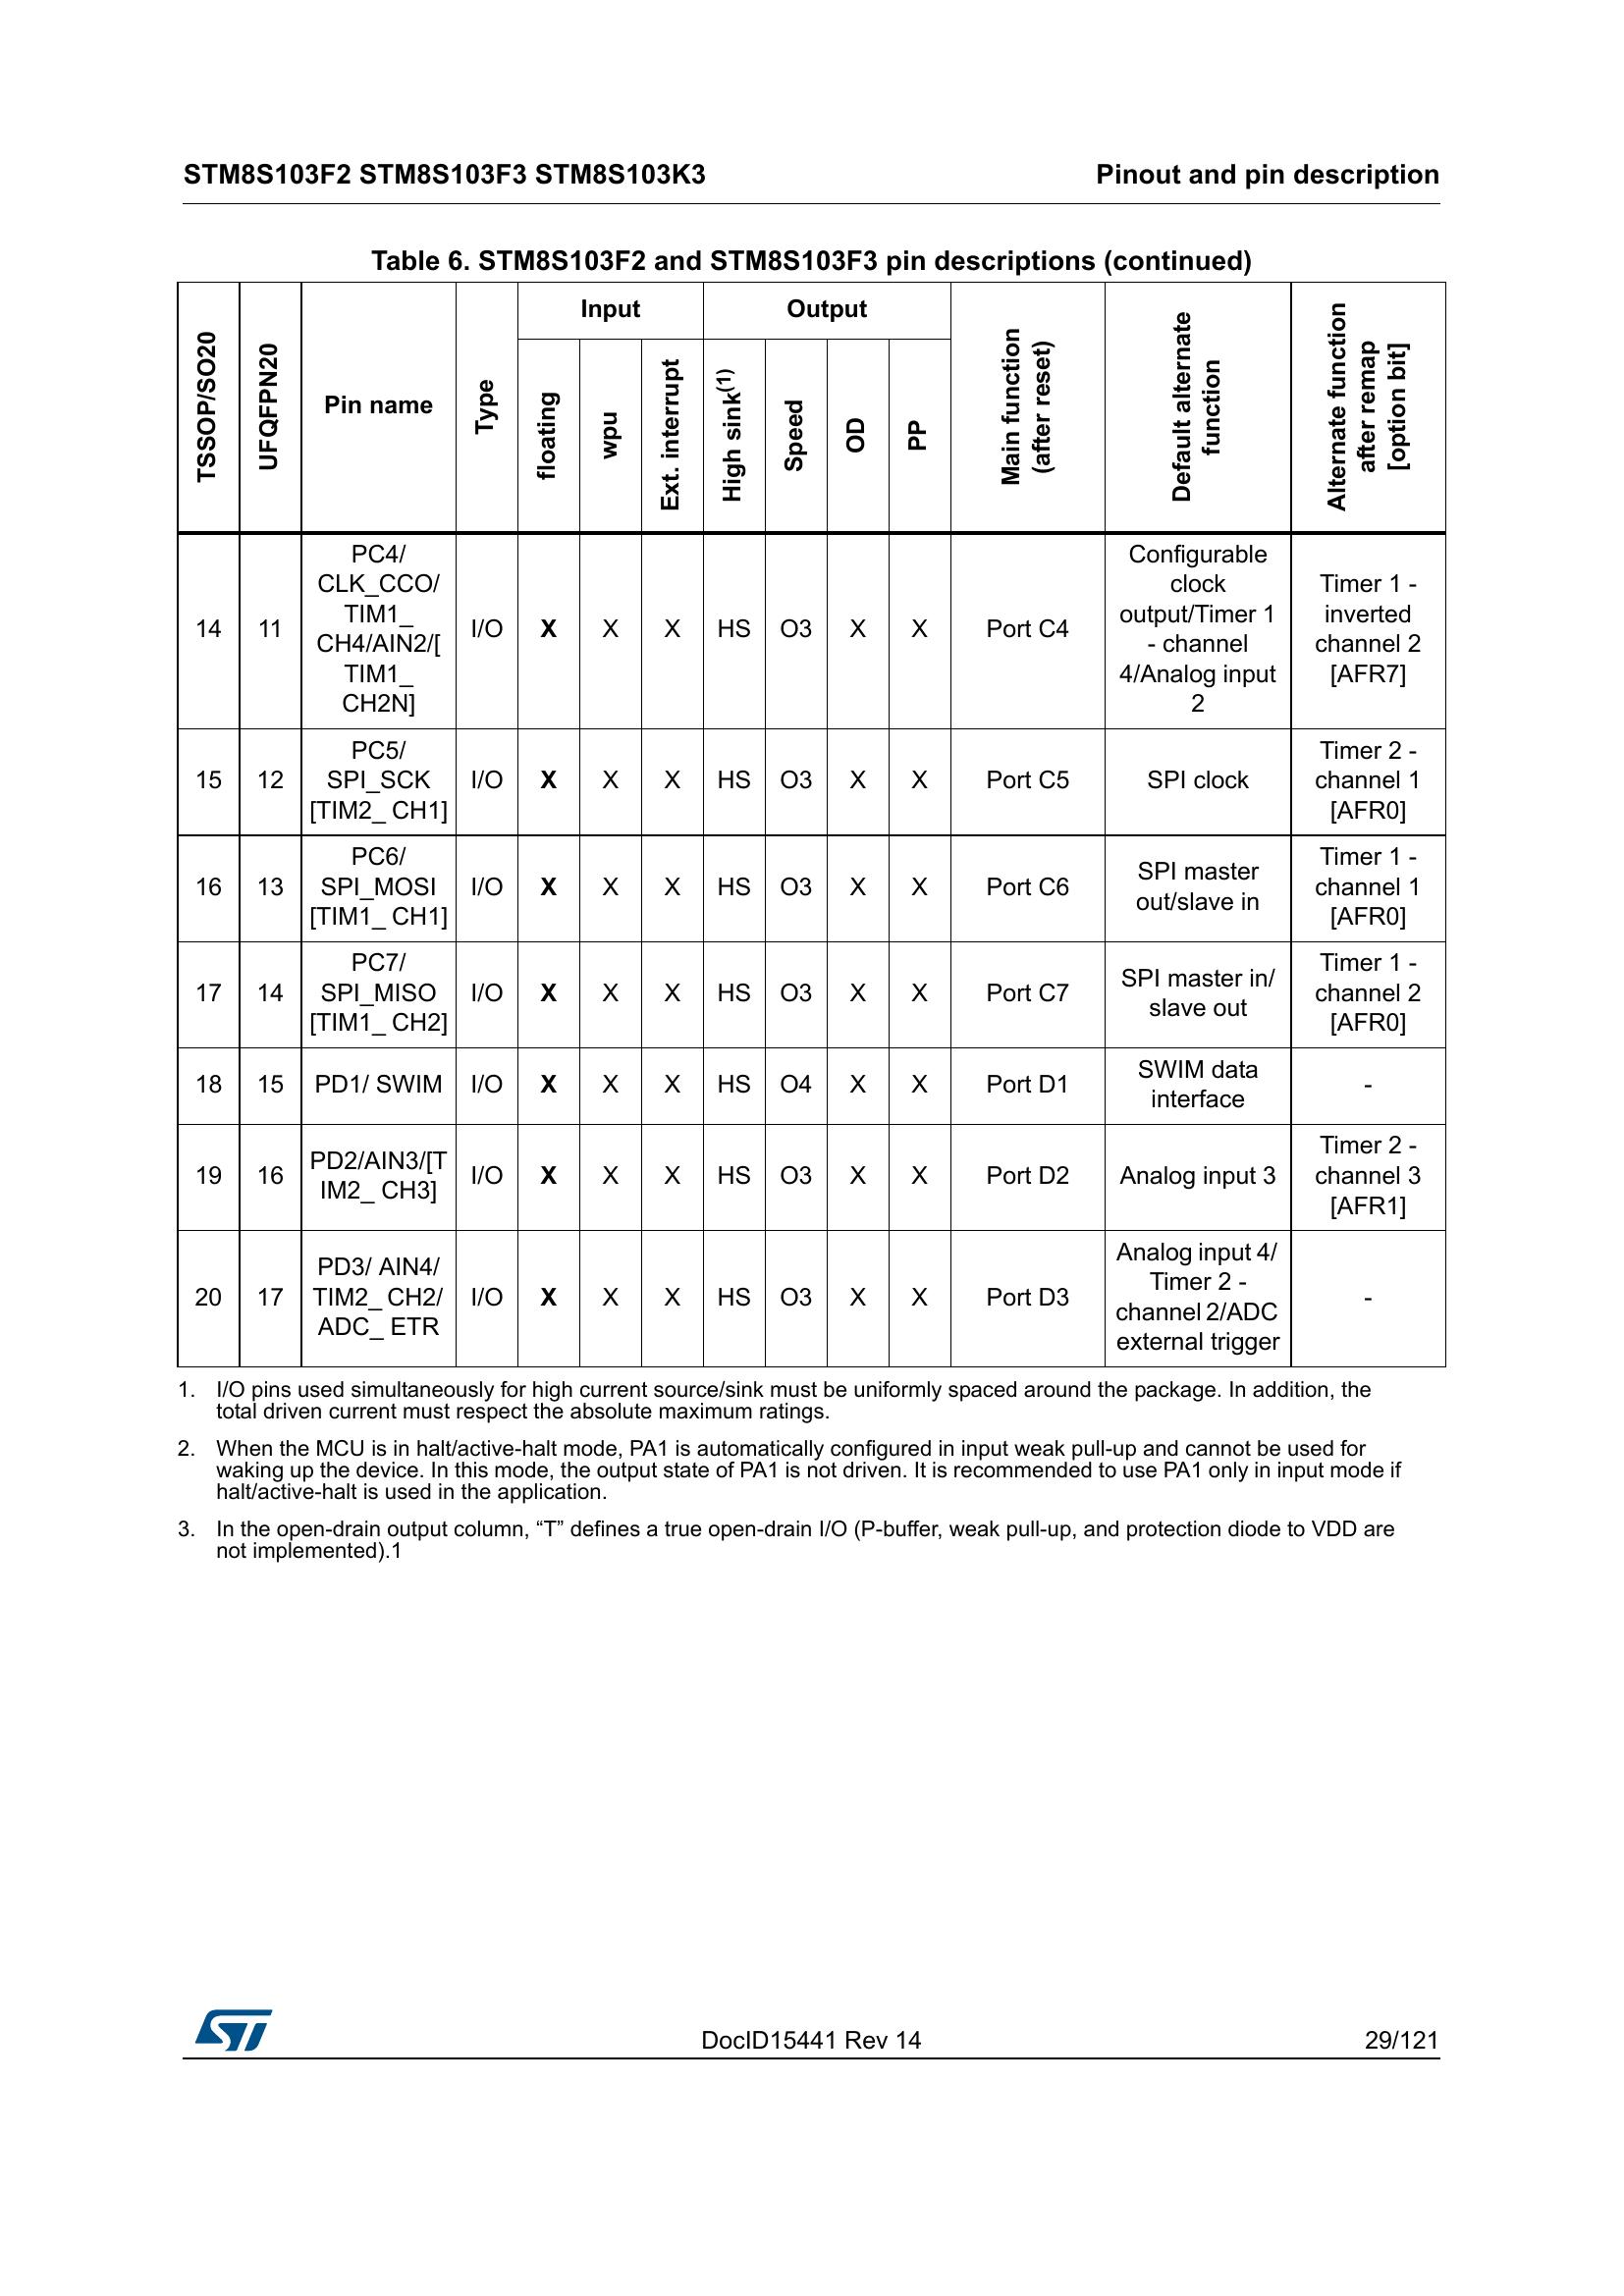 STM8S103F2 STM8S103F3 STM8S103K3 Pinout and pin description
Table 6. STM8S103F2 and STM8S103F3 pin descriptions (continued)
TSSOP/SO20
UFQFPN20
Pin name
Type
Input
floating
wpu
Ext. interrupt
Output
High sink(1)
Speed
OD
PP
Main function
(after reset)
Default alternate
function
Alternate function
after remap
[option bit]
14
11
PC4/
CLK_CCO/
TIM1_
CH4/AIN2/[
TIM1_
CH2N]
I/O
X
X
X
HS
O3
X
X
Port C4
Configurable
clock
output/Timer 1
- channel
4/Analog input
2
Timer 1 -
inverted
channel 2
[AFR7]
15
12
PC5/
SPI_SCK
[TIM2_ CH1]
I/O
X
X
X
HS
O3
X
X
Port C5
SPI clock
Timer 2 -
channel 1
[AFR0]
16
13
PC6/
SPI_MOSI
[TIM1_ CH1]
I/O
X
X
X
HS
O3
X
X
Port C6
SPI master
out/slave in
Timer 1 -
channel 1
[AFR0]
17
14
PC7/
SPI_MISO
[TIM1_ CH2]
I/O
X
X
X
HS
O3
X
X
Port C7
SPI master in/
slave out
Timer 1 -
channel 2
[AFR0]
18
15
PD1/ SWIM
I/O
X
X
X
HS
O4
X
X
Port D1
SWIM data
interface
-
19
16
PD2/AIN3/[T
IM2_ CH3]
I/O
X
X
X
HS
O3
X
X
Port D2
Analog input 3
Timer 2 -
channel 3
[AFR1]
20
17
PD3/ AIN4/
TIM2_ CH2/
ADC_ ETR
I/O
X
X
X
HS
O3
X
X
Port D3
Analog input 4/
Timer 2 -
channel 2/ADC
external trigger
-
1. I/O pins used simultaneously for high current source/sink must be uniformly spaced around the package. In addition, the
total driven current must respect the absolute maximum ratings.
2. When the MCU is in halt/active-halt mode, PA1 is automatically configured in input weak pull-up and cannot be used for
waking up the device. In this mode, the output state of PA1 is not driven. It is recommended to use PA1 only in input mode if
halt/active-halt is used in the application.
3. In the open-drain output column, “T” defines a true open-drain I/O (P-buffer, weak pull-up, and protection diode to VDD are
not implemented).1
ST
DocID15441 Rev 14
29/121